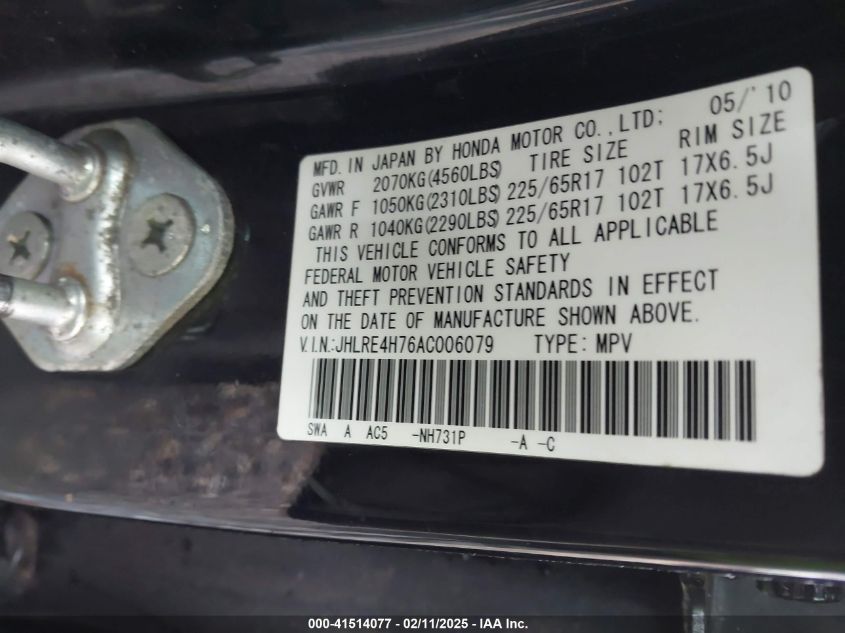 MFD. IN JAPAN BY HONDA MOTOR CO.,LTD; 05/'10
GVWR 2070KG(4560LBS) TIRE SIZE RIM SIZE
GAWR F 1050KG(2310LBS) 225/65R17 102T 17X6.5J
GAWR R 1040KG(2290LBS) 225/65R17 102T 17X6.5J
THIS VEHICLE CONFORMS TO ALL APPLICABLE
FEDERAL MOTOR VEHICLE SAFETY
AND THEFT PREVENTION STANDARDS IN EFFECT
ON THE DATE OF MANUFACTURE SHOWN ABOVE.
V.I.N.:JHLRE4H76AC006079 TYPE: MPV
SWA A AC5 -NH731P -A -C
000-41514077 - 02/11/2025 - IAA Inc.